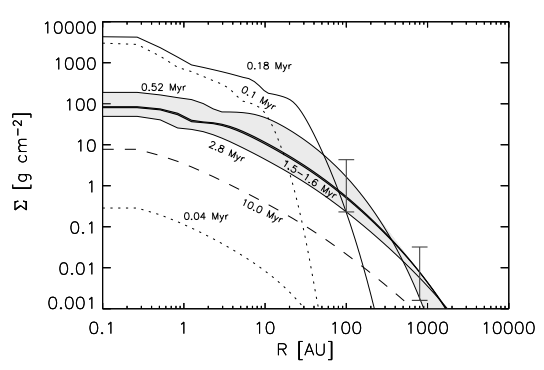 10000
1000
100
10
1
0.1
0.01
0.001
Σ [g cm⁻²]
0.18 Myr
0.1 Myr
0.52 Myr
2.8 Myr
1.5–1.6 Myr
10.0 Myr
0.04 Myr
0.1 1 10 100 1000 10000
R [AU]